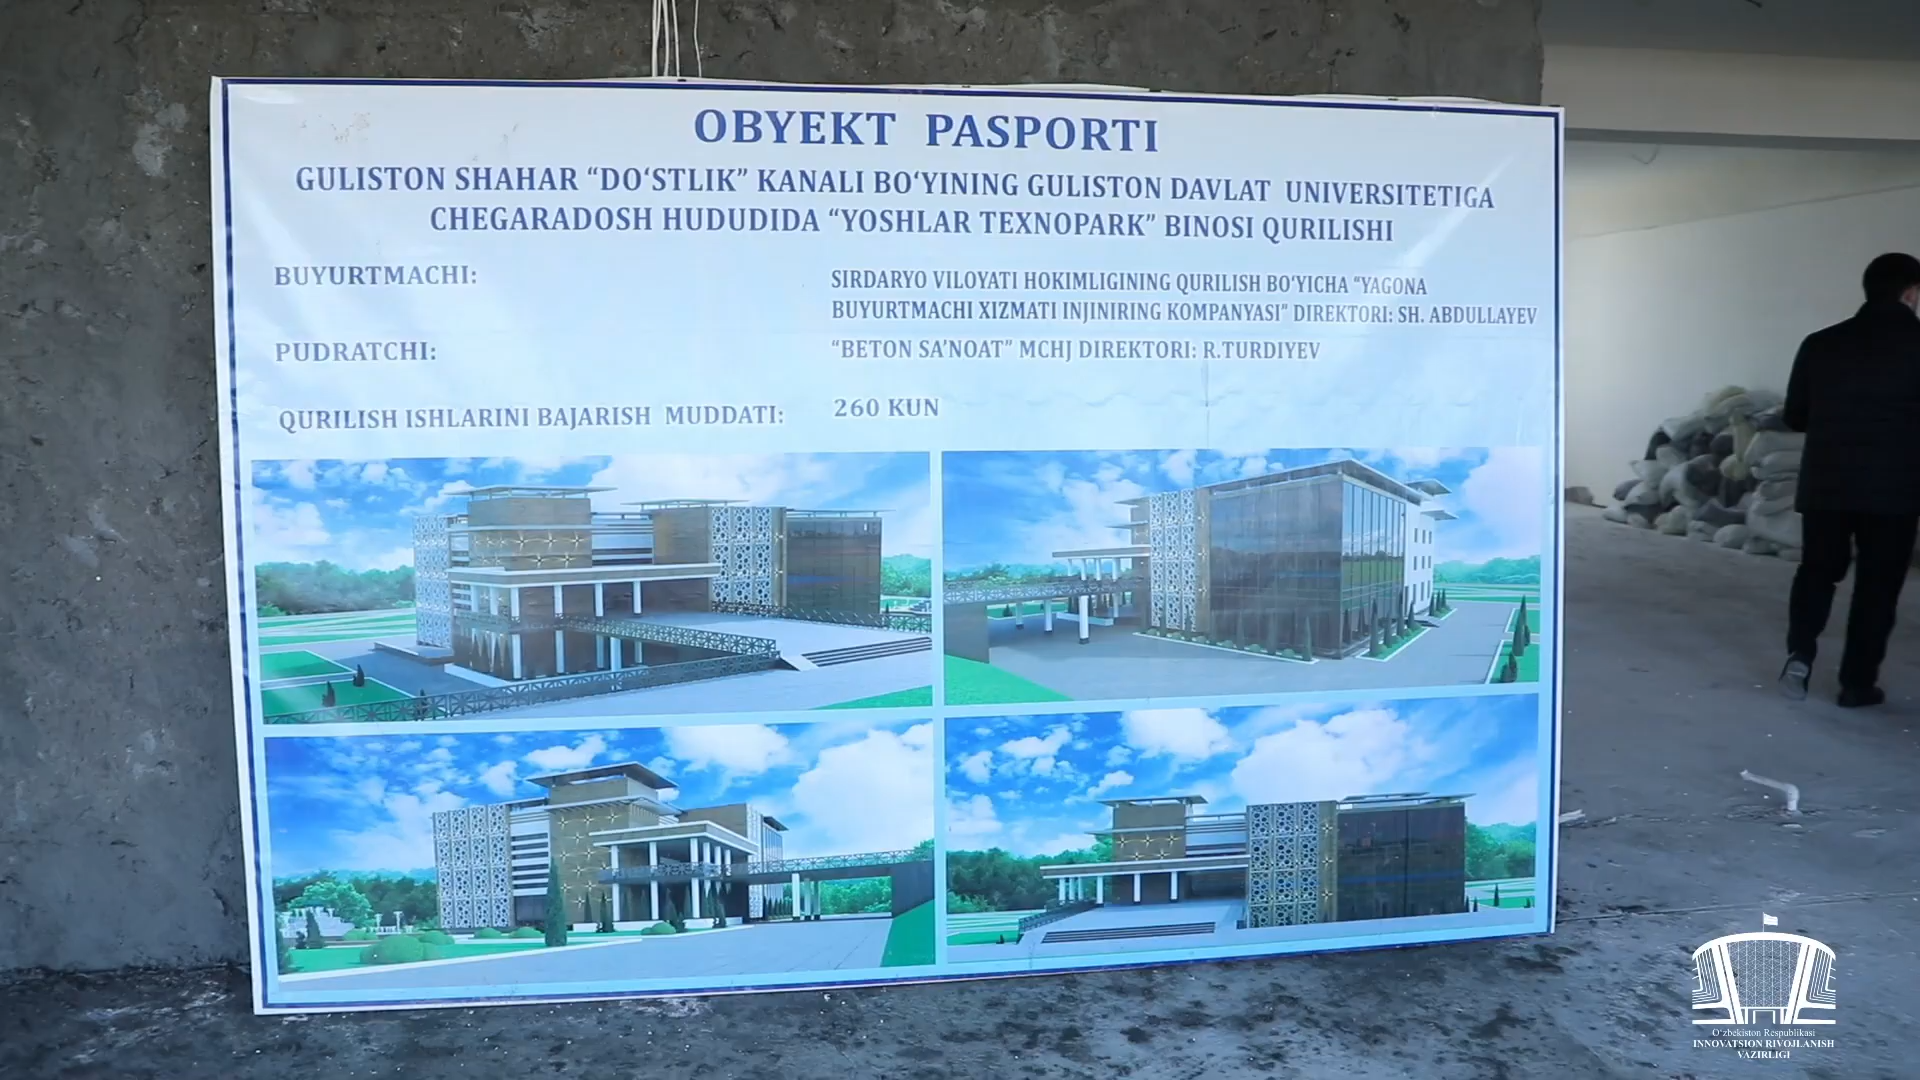 OBYEKT PASPORTI
GULISTON SHAHAR “DO‘STLIK” KANALI BO‘YINING GULISTON DAVLAT UNIVERSITETIGA
CHEGARADOSH HUDUDIDA “YOSHLAR TEXNOPARK” BINOSI QURILISHI
BUYURTMACHI:
SIRDARYO VILOYATI HOKIMLIGINING QURILISH BO‘YICHA “YAGONA
BUYURTMACHI XIZMATI INJINIRING KOMPANYASI” DIREKTORI: SH. ABDULLAYEV
PUDRATCHI:
“BETON SA’NOAT” MCHJ DIREKTORI: R.TURDIYEV
QURILISH ISHLARINI BAJARISH MUDDATI:
260 KUN
O‘zbekiston Respublikasi
INNOVATSION RIVOJLANISH
VAZIRLIGI